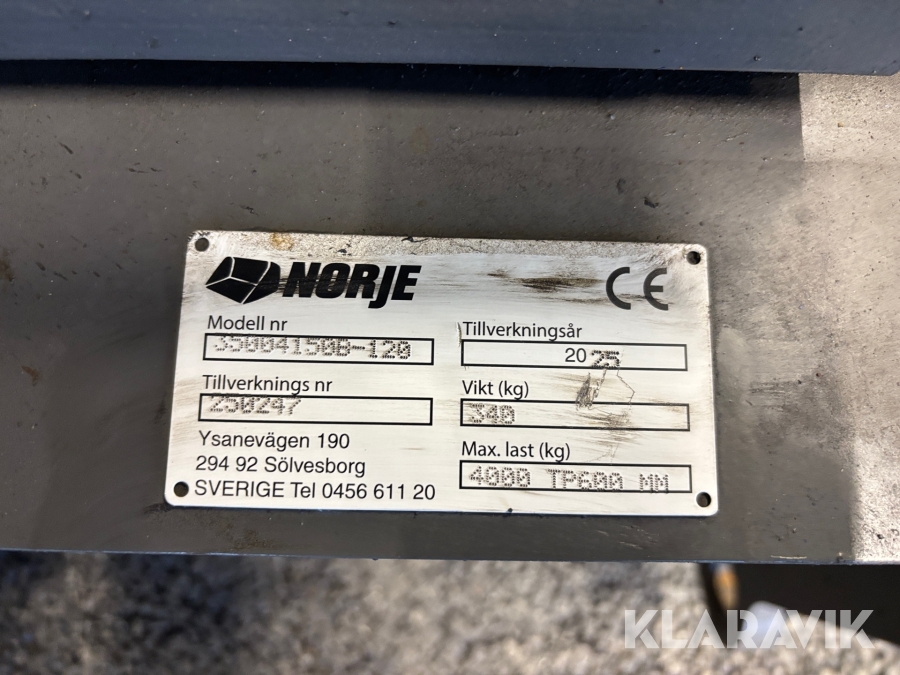 NORJE
CE
Modell nr
35004150B-120
Tillverkningsår
2025
Tillverknings nr
250247
Vikt (kg)
340
Ysanevägen 190
294 92 Sölvesborg
SVERIGE Tel 0456 611 20
Max. last (kg)
4000 TP600 MM
KLARAVIK